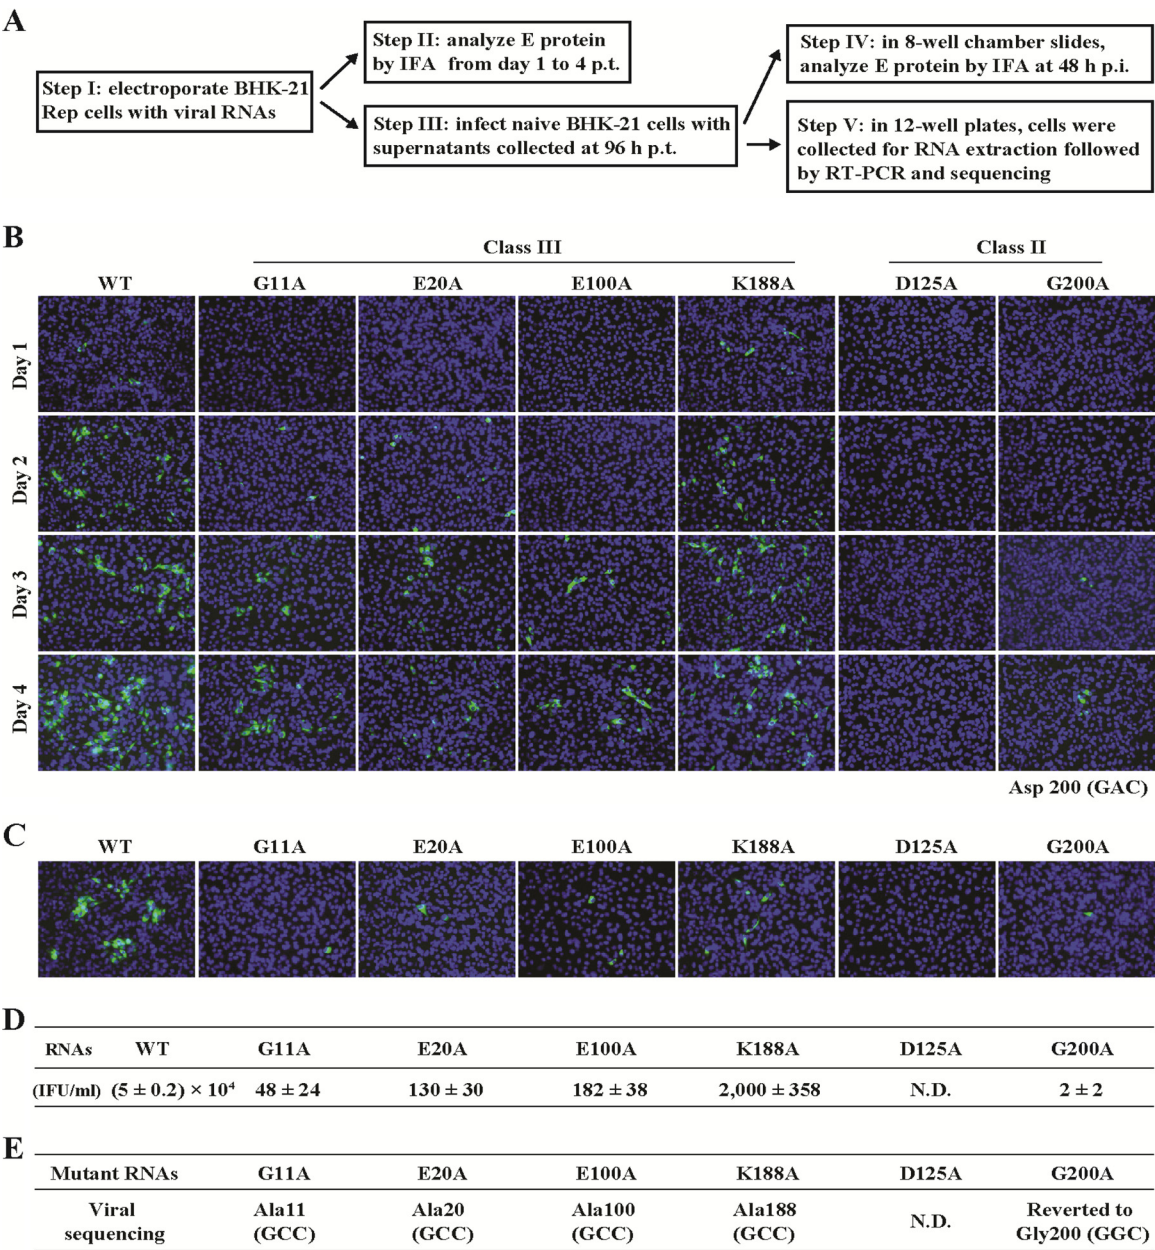 A
Step I: electroporate BHK-21
Rep cells with viral RNAs
Step II: analyze E protein
by IFA from day 1 to 4 p.t.
Step III: infect naive BHK-21 cells with
supernatants collected at 96 h p.t.
Step IV: in 8-well chamber slides,
analyze E protein by IFA at 48 h p.i.
Step V: in 12-well plates, cells were
collected for RNA extraction followed
by RT-PCR and sequencing
B
Class III Class II
WT G11A E20A E100A K188A D125A G200A
Day 1
Day 2
Day 3
Day 4
Asp 200 (GAC)
C
WT G11A E20A E100A K188A D125A G200A
D
RNAs WT G11A E20A E100A K188A D125A G200A
(IFU/ml) (5 ± 0.2) × 10⁴ 48 ± 24 130 ± 30 182 ± 38 2,000 ± 358 N.D. 2 ± 2
E
Mutant RNAs G11A E20A E100A K188A D125A G200A
Viral sequencing Ala11 (GCC) Ala20 (GCC) Ala100 (GCC) Ala188 (GCC) N.D. Reverted to Gly200 (GGC)